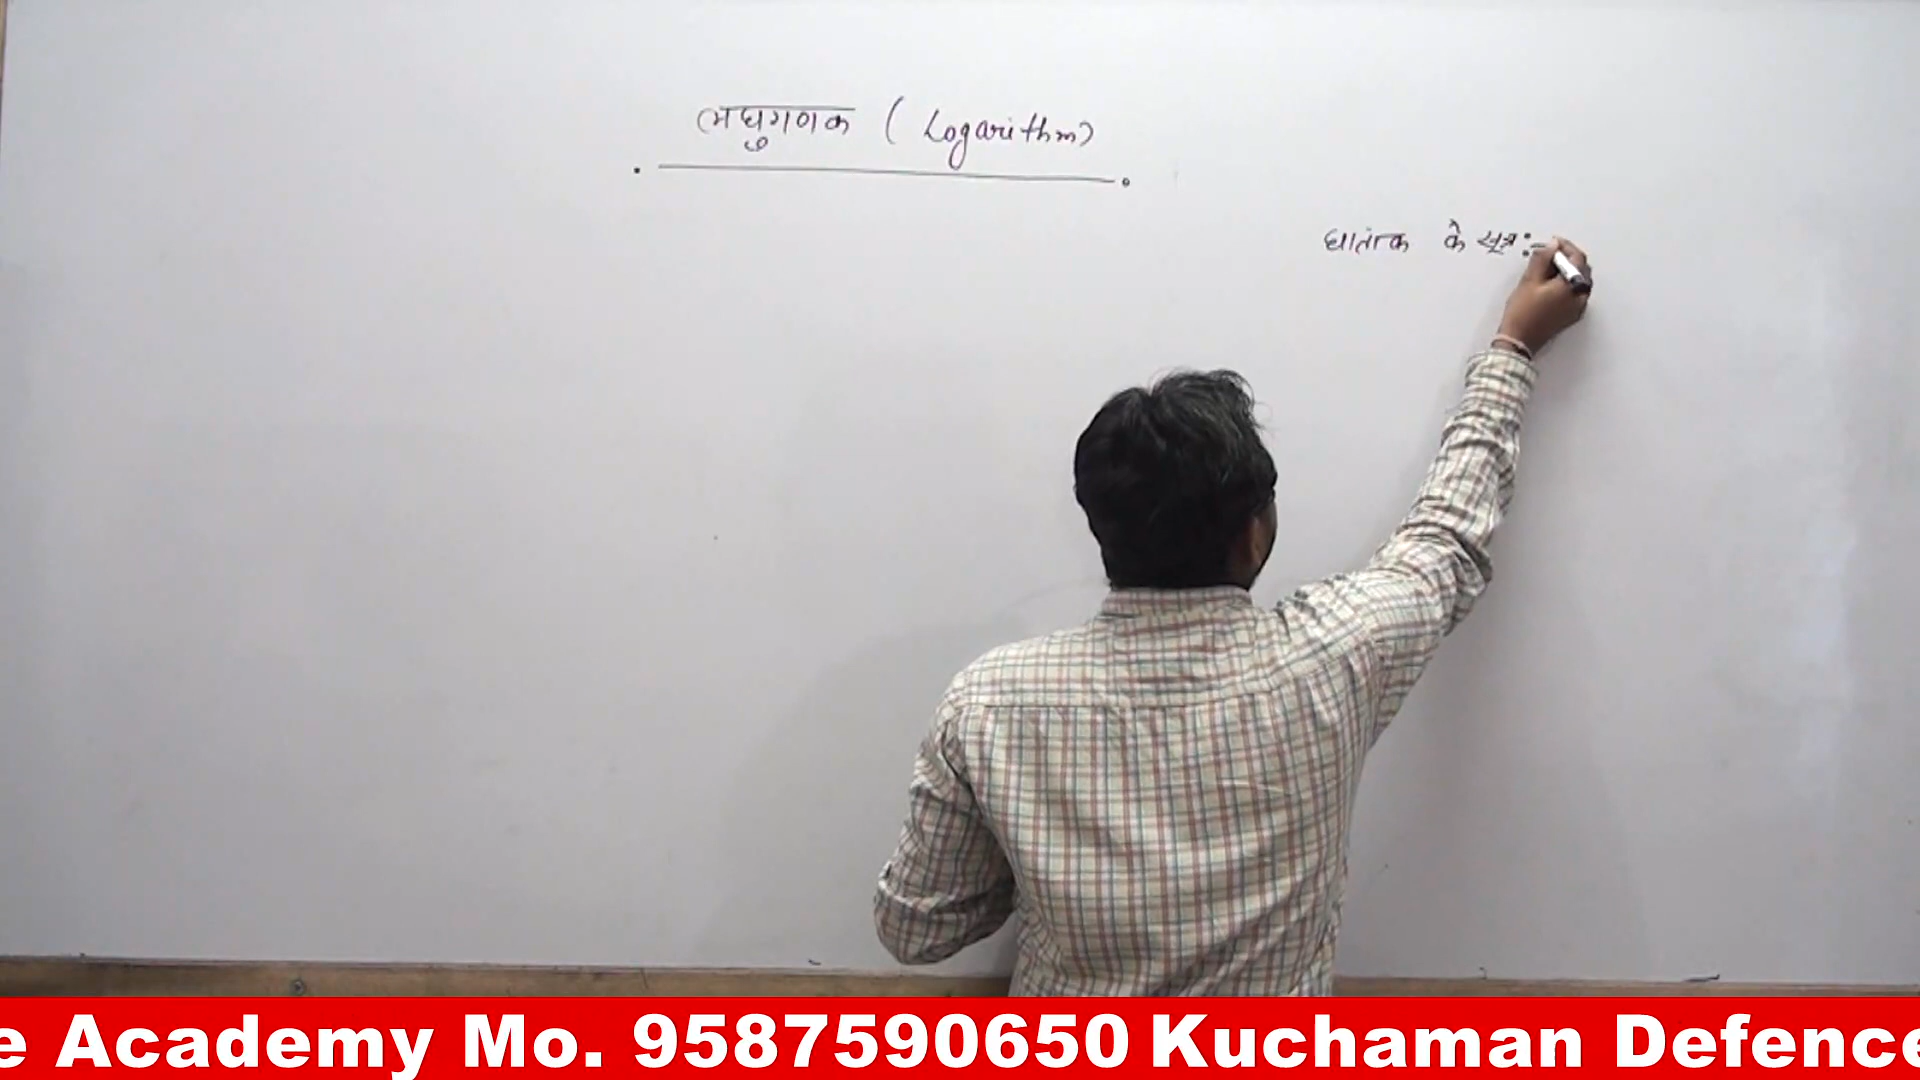 लघुगणक ( Logarithm)
घातांक के सूत्र :-
e Academy Mo. 9587590650 Kuchaman Defence